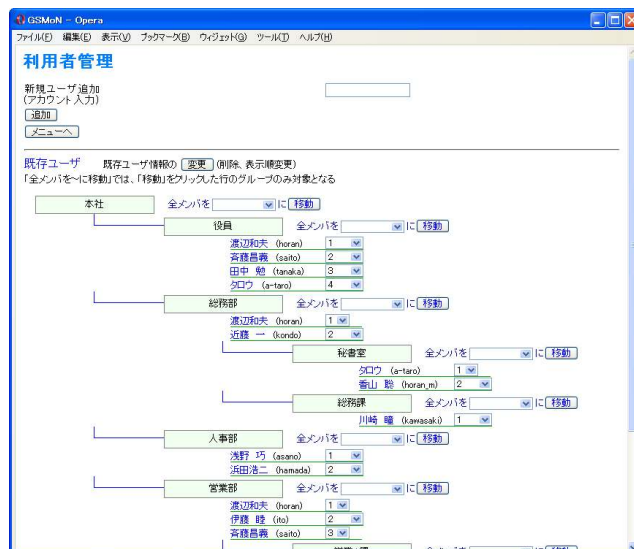 GSMoN - Opera
ファイル(F) 編集(E) 表示(V) ブックマーク(B) ウィジェット(G) ツール(T) ヘルプ(H)
利用者管理
新規ユーザ追加
(アカウント入力)
追加
メニューへ
既存ユーザ 既存ユーザ情報の 変更 (削除、表示順変更)
「全メンバを～に移動」では、「移動」をクリックした行のグループのみ対象となる
本社 全メンバを に 移動
役員 全メンバを に 移動
渡辺和夫 (horan) 1
斉藤昌義 (saito) 2
田中 勉 (tanaka) 3
タロウ (a-taro) 4
総務部 全メンバを に 移動
渡辺和夫 (horan) 1
近藤 一 (kondo) 2
秘書室 全メンバを に 移動
タロウ (a-taro) 1
香山 聡 (horan_m) 2
総務課 全メンバを に 移動
川崎 瞳 (kawasaki) 1
人事部 全メンバを に 移動
浅野 巧 (asano) 1
浜田浩二 (hamada) 2
営業部 全メンバを に 移動
渡辺和夫 (horan) 1
伊藤 睦 (ito) 2
斉藤昌義 (saito) 3